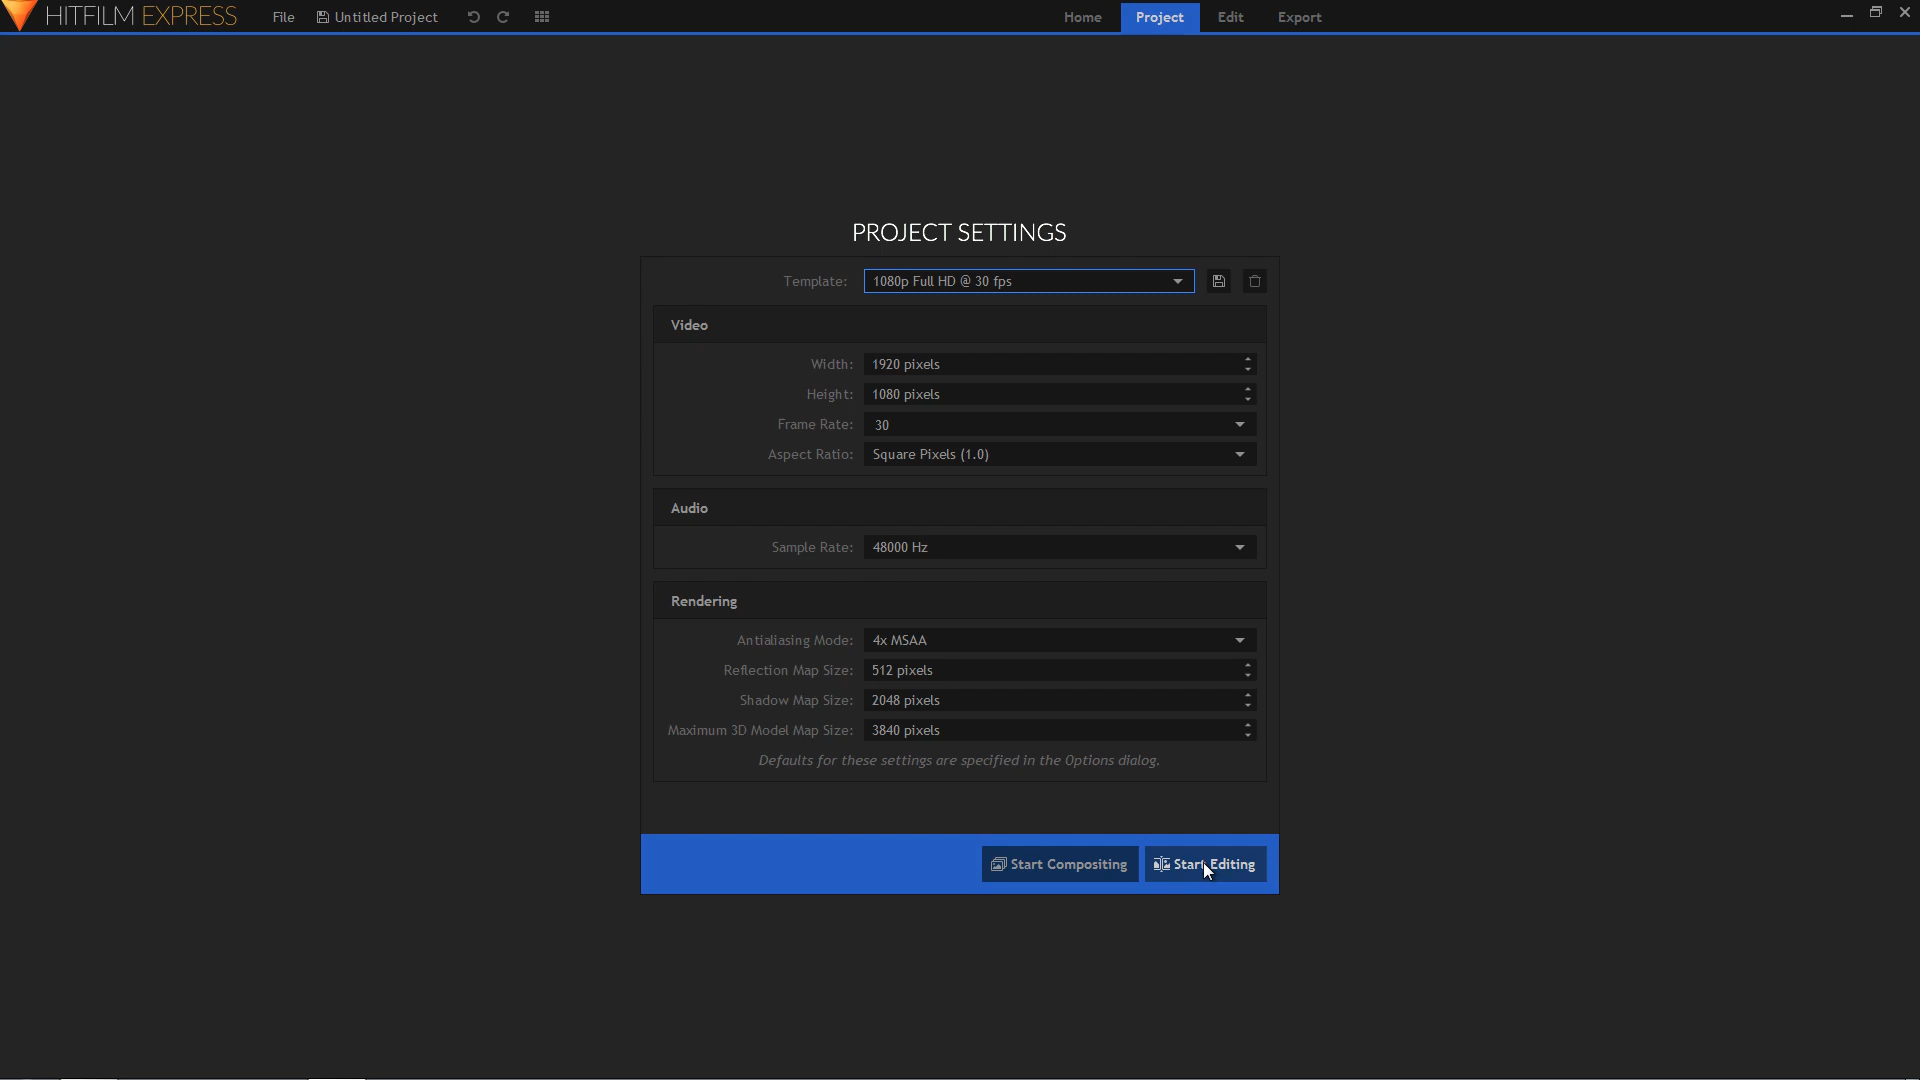 HITFILM EXPRESS File Untitled Project Home Project Edit Export
PROJECT SETTINGS
Template: 1080p Full HD @ 30 fps
Video
Width: 1920 pixels
Height: 1080 pixels
Frame Rate: 30
Aspect Ratio: Square Pixels (1.0)
Audio
Sample Rate: 48000 Hz
Rendering
Antialiasing Mode: 4x MSAA
Reflection Map Size: 512 pixels
Shadow Map Size: 2048 pixels
Maximum 3D Model Map Size: 3840 pixels
Defaults for these settings are specified in the Options dialog.
Start Compositing Start Editing